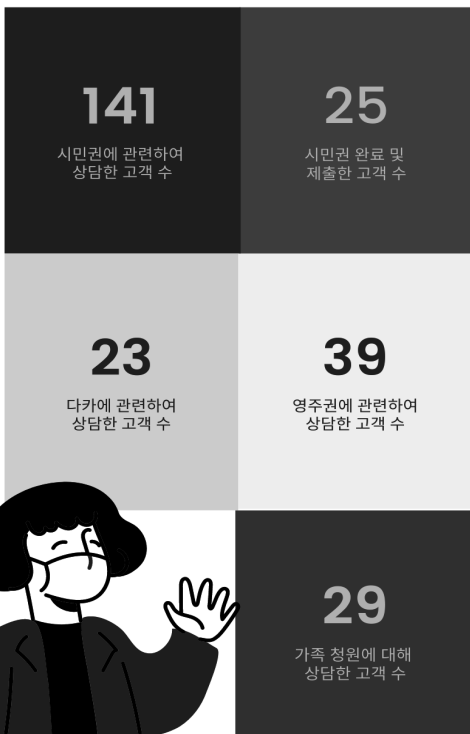 141
시민권에 관련하여
상담한 고객 수
25
시민권 완료 및
제출한 고객 수
23
다카에 관련하여
상담한 고객 수
39
영주권에 관련하여
상담한 고객 수
29
가족 청원에 대해
상담한 고객 수